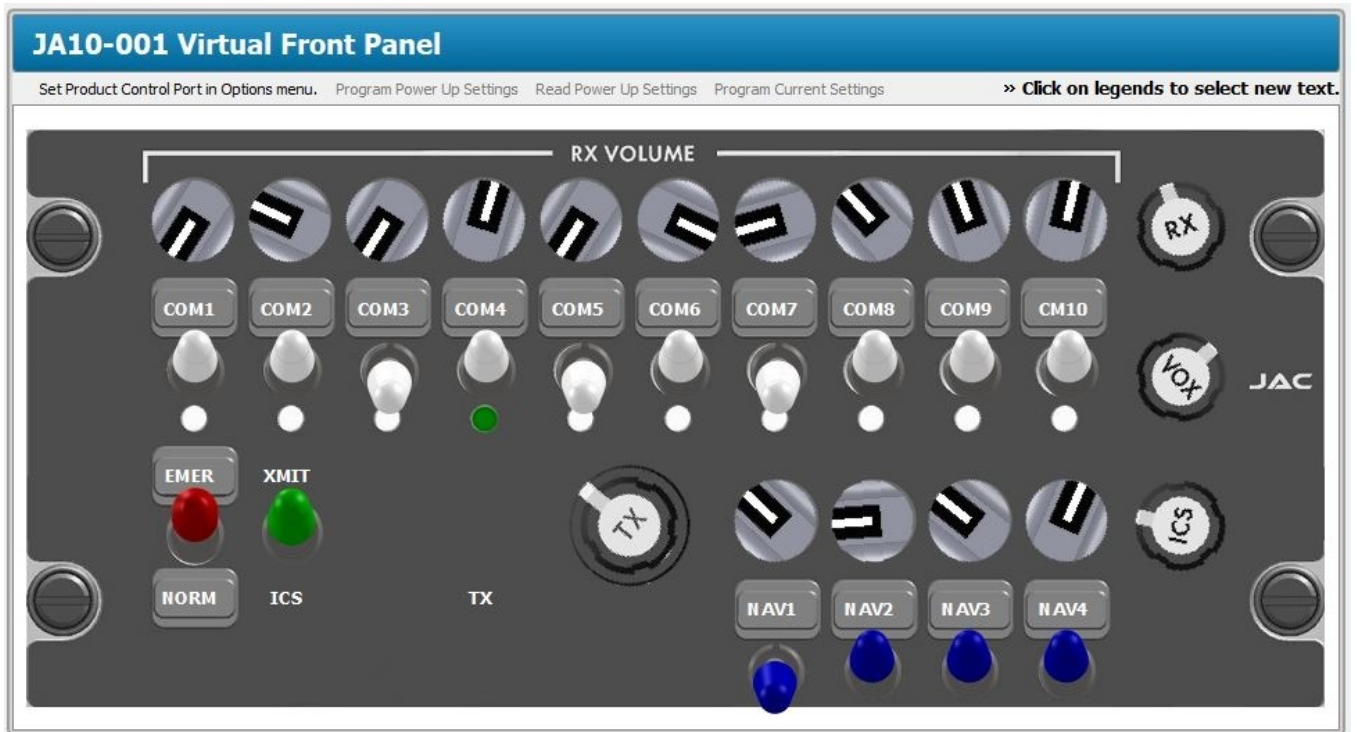 JA10-001 Virtual Front Panel
Set Product Control Port in Options menu. Program Power Up Settings Read Power Up Settings Program Current Settings » Click on legends to select new text.
RX VOLUME
RX
COM1 COM2 COM3 COM4 COM5 COM6 COM7 COM8 COM9 CM10
VOX
JAC
EMER XMIT
TX
ICS
NORM ICS TX NAV1 NAV2 NAV3 NAV4